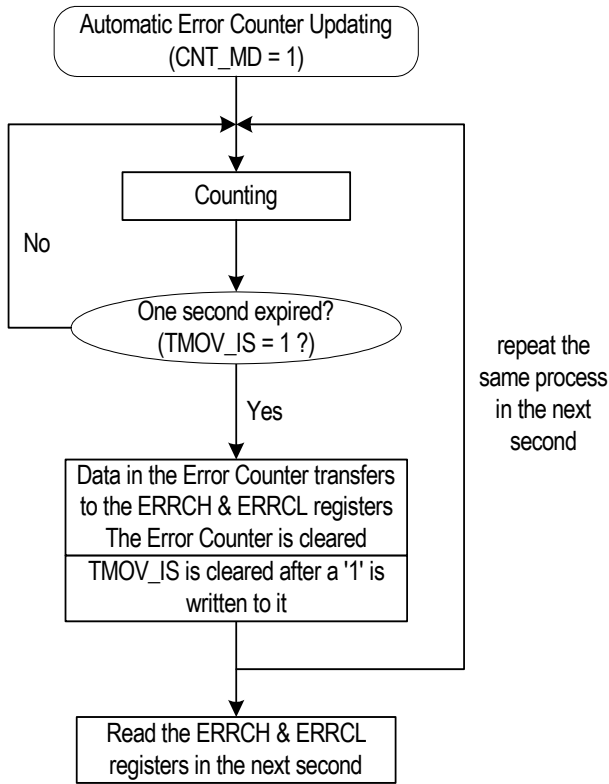 Automatic Error Counter Updating
(CNT_MD = 1)
Counting
No
One second expired?
(TMOV_IS = 1 ?)
repeat the
same process
in the next
second
Yes
Data in the Error Counter transfers
to the ERRCH & ERRCL registers
The Error Counter is cleared
TMOV_IS is cleared after a '1' is
written to it
Read the ERRCH & ERRCL
registers in the next second